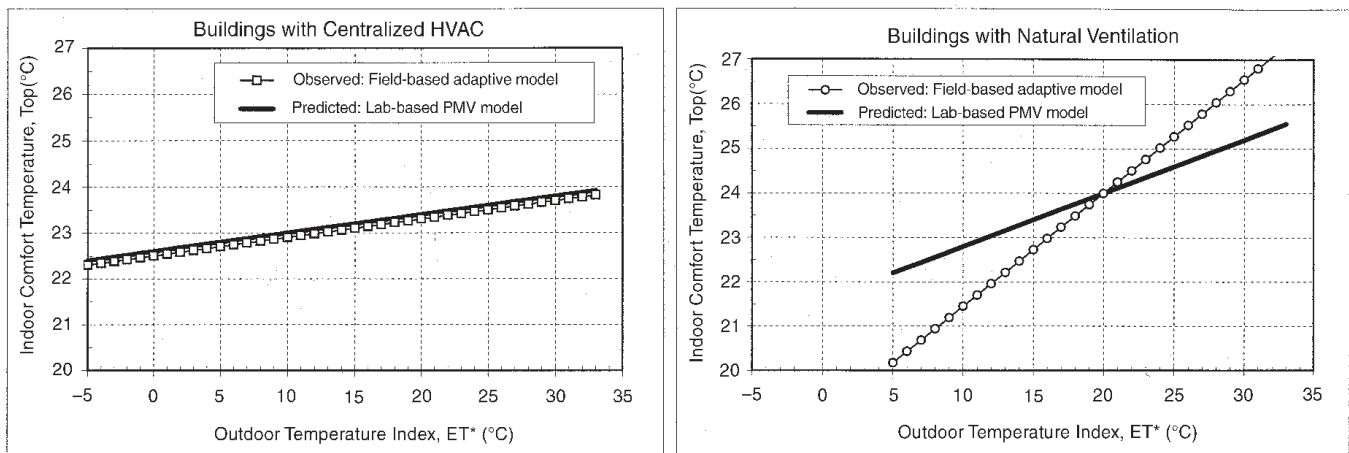 Buildings with Centralized HVAC
Indoor Comfort Temperature, Top(°C)
27
26
25
24
23
22
21
20
Observed: Field-based adaptive model
Predicted: Lab-based PMV model
–5 0 5 10 15 20 25 30 35
Outdoor Temperature Index, ET* (°C)
Buildings with Natural Ventilation
Indoor Comfort Temperature, Top(°C)
27
26
25
24
23
22
21
20
Observed: Field-based adaptive model
Predicted: Lab-based PMV model
–5 0 5 10 15 20 25 30 35
Outdoor Temperature Index, ET* (°C)